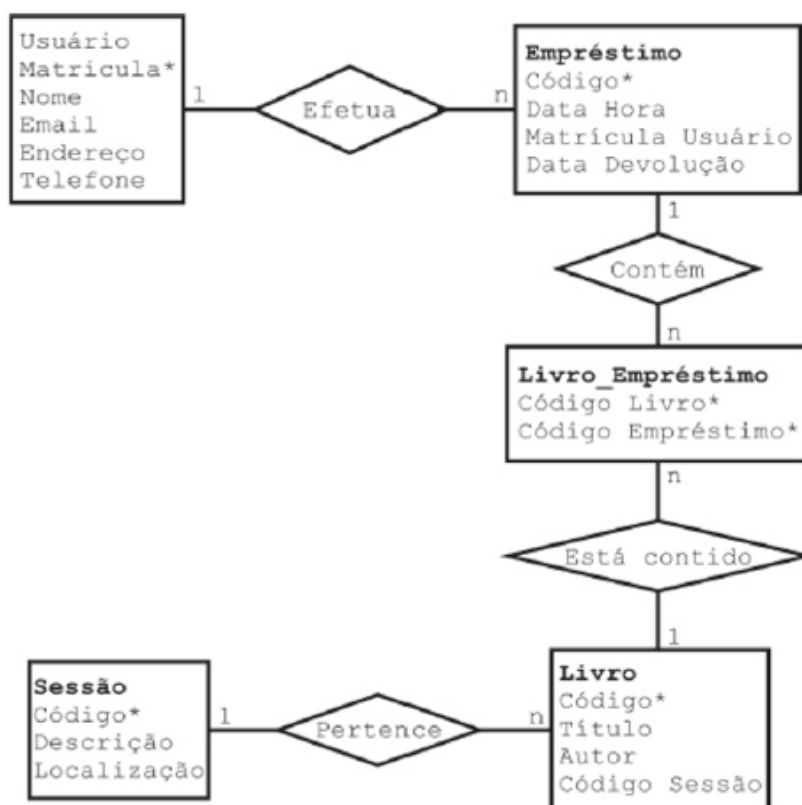 Usuário
Matrícula*
Nome
Email
Endereço
Telefone
1
Efetua
n
Empréstimo
Código*
Data Hora
Matrícula Usuário
Data Devolução
1
Contém
n
Livro_Empréstimo
Código Livro*
Código Empréstimo*
n
Está contido
1
Sessão
Código*
Descrição
Localização
1
Pertence
n
Livro
Código*
Título
Autor
Código Sessão